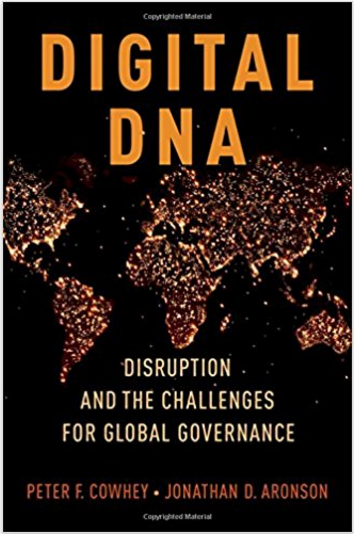 Copyrighted Material
DIGITAL
DNA
DISRUPTION
AND THE CHALLENGES
FOR GLOBAL GOVERNANCE
PETER F. COWHEY • JONATHAN D. ARONSON
Copyrighted Material